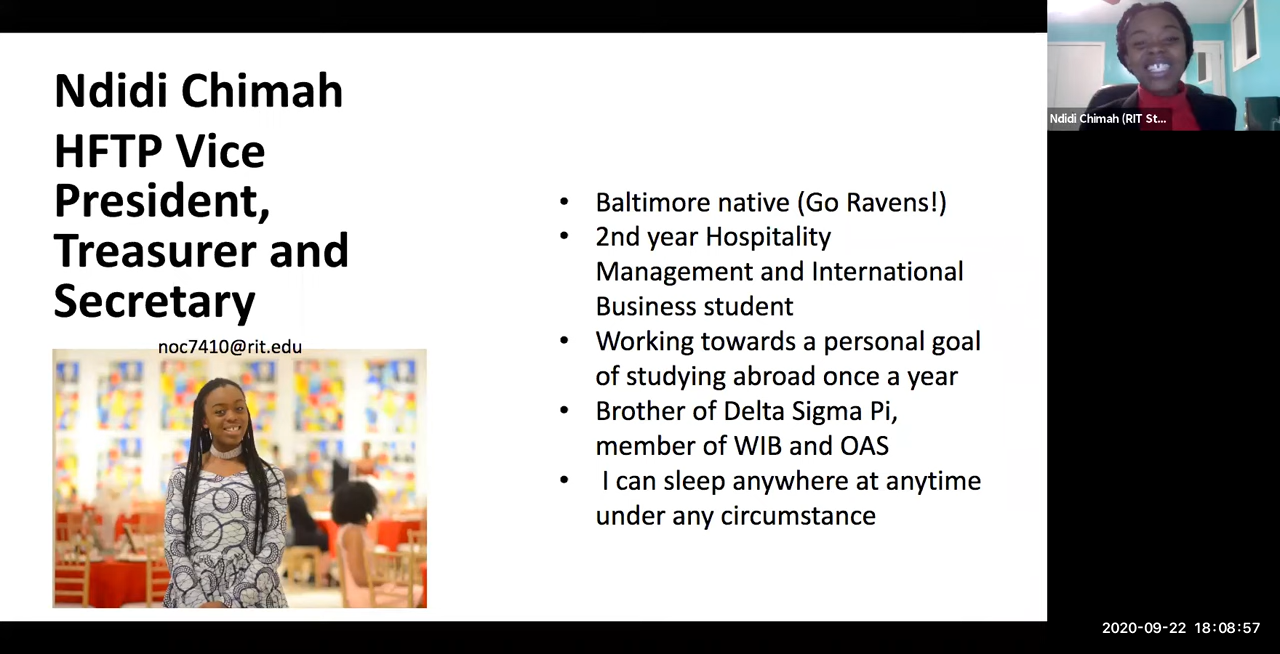 Ndidi Chimah
HFTP Vice
President,
Treasurer and
Secretary
noc7410@rit.edu
• Baltimore native (Go Ravens!)
• 2nd year Hospitality
Management and International
Business student
• Working towards a personal goal
of studying abroad once a year
• Brother of Delta Sigma Pi,
member of WIB and OAS
• I can sleep anywhere at anytime
under any circumstance
Ndidi Chimah (RIT St...
2020-09-22 18:08:57